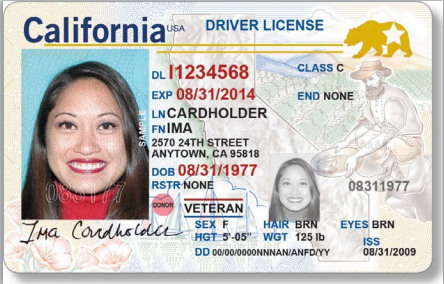 California USA DRIVER LICENSE
DL I1234568 CLASS C
EXP 08/31/2014 END NONE
LN CARDHOLDER
FN IMA
2570 24TH STREET
ANYTOWN, CA 95818
DOB 08/31/1977
RSTR NONE 08311977
DONOR
VETERAN
SEX F HAIR BRN EYES BRN
HGT 5'-05" WGT 125 lb ISS
DD 00/00/0000NNNAN/ANFD/YY 08/31/2009
SAMPLE
0831977
Ima Cardholder